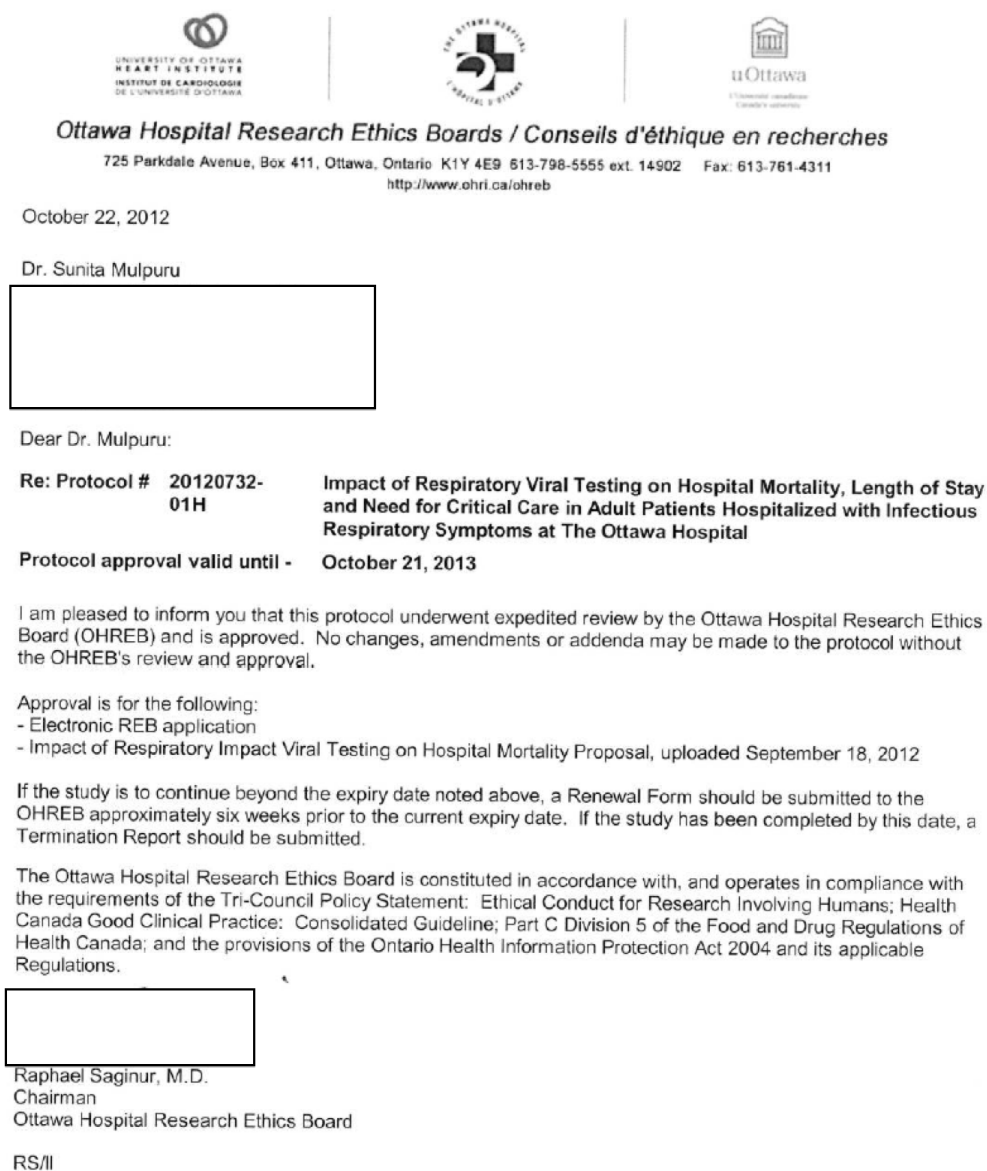 UNIVERSITY OF OTTAWA
HEART INSTITUTE
INSTITUT DE CARDIOLOGIE
DE L'UNIVERSITÉ D'OTTAWA
THE OTTAWA HOSPITAL
L'HÔPITAL D'OTTAWA
uOttawa
L'Université canadienne
Canada's university
Ottawa Hospital Research Ethics Boards / Conseils d'éthique en recherches
725 Parkdale Avenue, Box 411, Ottawa, Ontario K1Y 4E9 613-798-5555 ext. 14902 Fax: 613-761-4311
http://www.ohri.ca/ohreb
October 22, 2012
Dr. Sunita Mulpuru
Dear Dr. Mulpuru:
Re: Protocol # 20120732-01H
Impact of Respiratory Viral Testing on Hospital Mortality, Length of Stay
and Need for Critical Care in Adult Patients Hospitalized with Infectious
Respiratory Symptoms at The Ottawa Hospital
Protocol approval valid until - October 21, 2013
I am pleased to inform you that this protocol underwent expedited review by the Ottawa Hospital Research Ethics
Board (OHREB) and is approved. No changes, amendments or addenda may be made to the protocol without
the OHREB's review and approval.
Approval is for the following:
- Electronic REB application
- Impact of Respiratory Impact Viral Testing on Hospital Mortality Proposal, uploaded September 18, 2012
If the study is to continue beyond the expiry date noted above, a Renewal Form should be submitted to the
OHREB approximately six weeks prior to the current expiry date. If the study has been completed by this date, a
Termination Report should be submitted.
The Ottawa Hospital Research Ethics Board is constituted in accordance with, and operates in compliance with
the requirements of the Tri-Council Policy Statement: Ethical Conduct for Research Involving Humans; Health
Canada Good Clinical Practice: Consolidated Guideline; Part C Division 5 of the Food and Drug Regulations of
Health Canada; and the provisions of the Ontario Health Information Protection Act 2004 and its applicable
Regulations.
Raphael Saginur, M.D.
Chairman
Ottawa Hospital Research Ethics Board
RS/ll